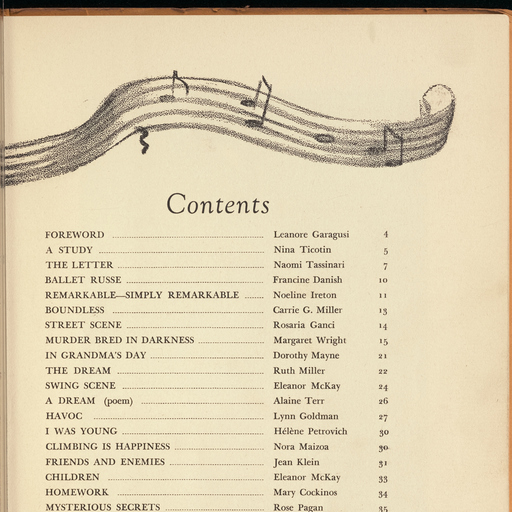 Contents
FOREWORD Leanore Garagusi 4
A STUDY Nina Ticotin 5
THE LETTER Naomi Tassinari 7
BALLET RUSSE Francine Danish 10
REMARKABLE—SIMPLY REMARKABLE Noeline Ireton 11
BOUNDLESS Carrie G. Miller 13
STREET SCENE Rosaria Ganci 14
MURDER BRED IN DARKNESS Margaret Wright 15
IN GRANDMA'S DAY Dorothy Mayne 21
THE DREAM Ruth Miller 22
SWING SCENE Eleanor McKay 24
A DREAM (poem) Alaine Terr 26
HAVOC Lynn Goldman 27
I WAS YOUNG Hélène Petrovich 30
CLIMBING IS HAPPINESS Nora Maizoa 30
FRIENDS AND ENEMIES Jean Klein 31
CHILDREN Eleanor McKay 33
HOMEWORK Mary Cockinos 34
MYSTERIOUS SECRETS Rose Pagan 35